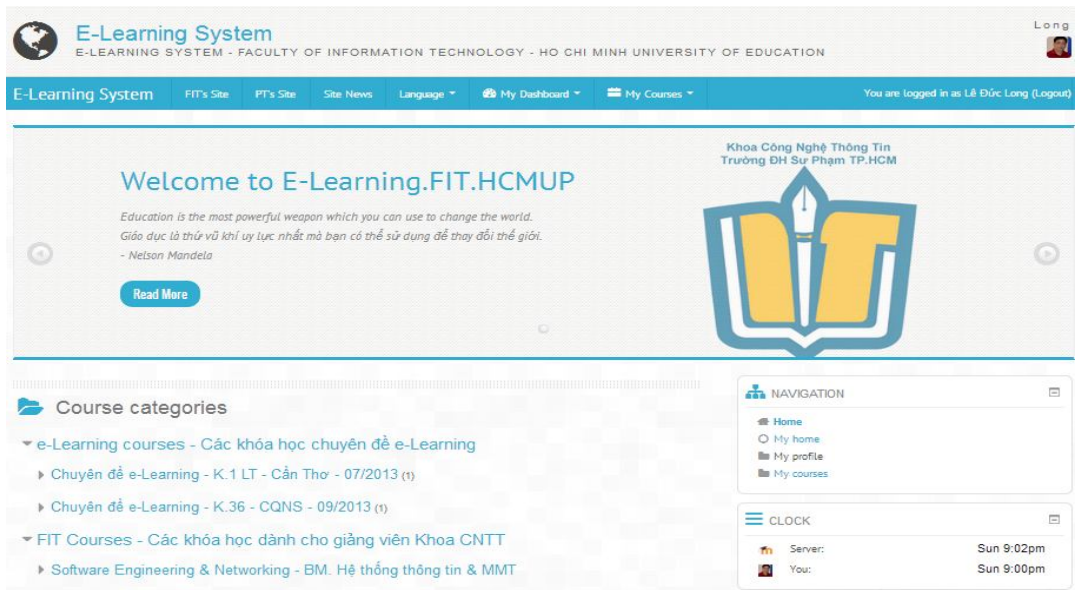 E-Learning System
E-LEARNING SYSTEM - FACULTY OF INFORMATION TECHNOLOGY - HO CHI MINH UNIVERSITY OF EDUCATION
Long
E-Learning System FIT's Site PT's Site Site News Language My Dashboard My Courses You are logged in as Lê Đức Long (Logout)
Khoa Công Nghệ Thông Tin
Trường ĐH Sư Phạm TP.HCM
Welcome to E-Learning.FIT.HCMUP
Education is the most powerful weapon which you can use to change the world.
Giáo dục là thứ vũ khí uy lực nhất mà bạn có thể sử dụng để thay đổi thế giới.
- Nelson Mandela
Read More
Course categories
e-Learning courses - Các khóa học chuyên đề e-Learning
Chuyên đề e-Learning - K.1 LT - Cần Thơ - 07/2013 (1)
Chuyên đề e-Learning - K.36 - CQNS - 09/2013 (1)
FIT Courses - Các khóa học dành cho giảng viên Khoa CNTT
Software Engineering & Networking - BM. Hệ thống thông tin & MMT
NAVIGATION
Home
My home
My profile
My courses
CLOCK
Server: Sun 9:02pm
You: Sun 9:00pm